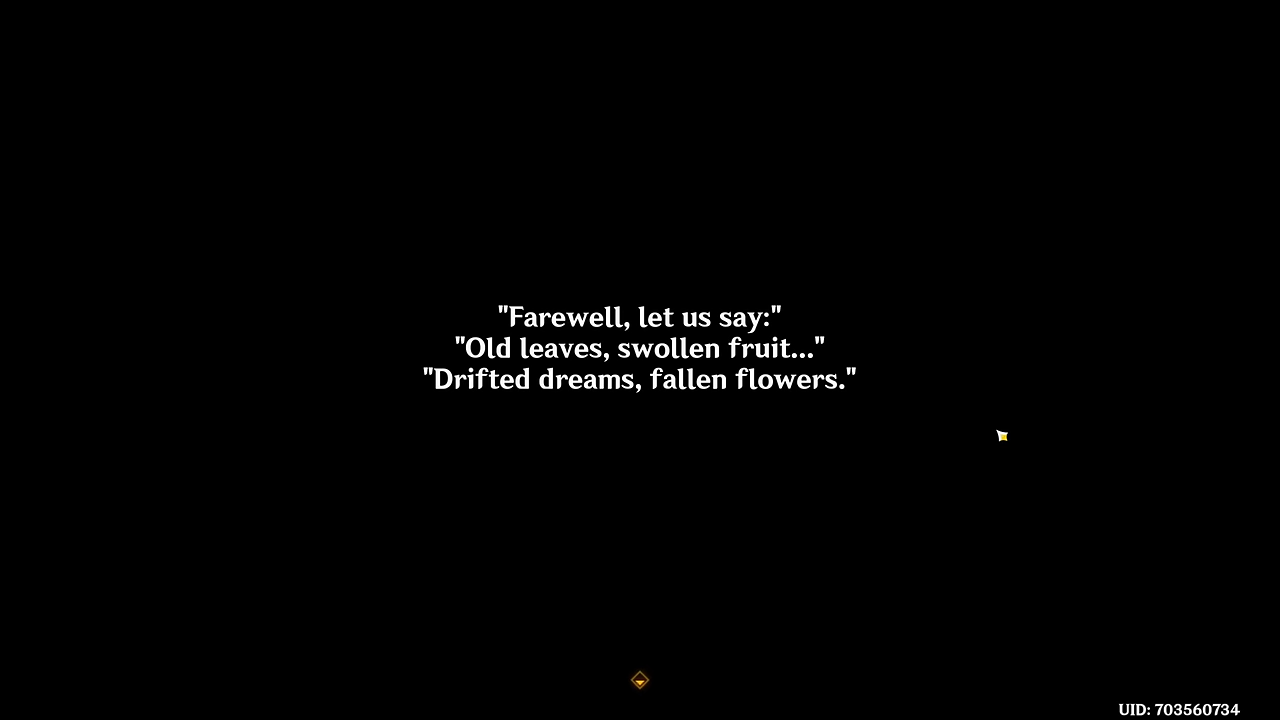 "Farewell, let us say:"
"Old leaves, swollen fruit..."
"Drifted dreams, fallen flowers."
UID: 703560734